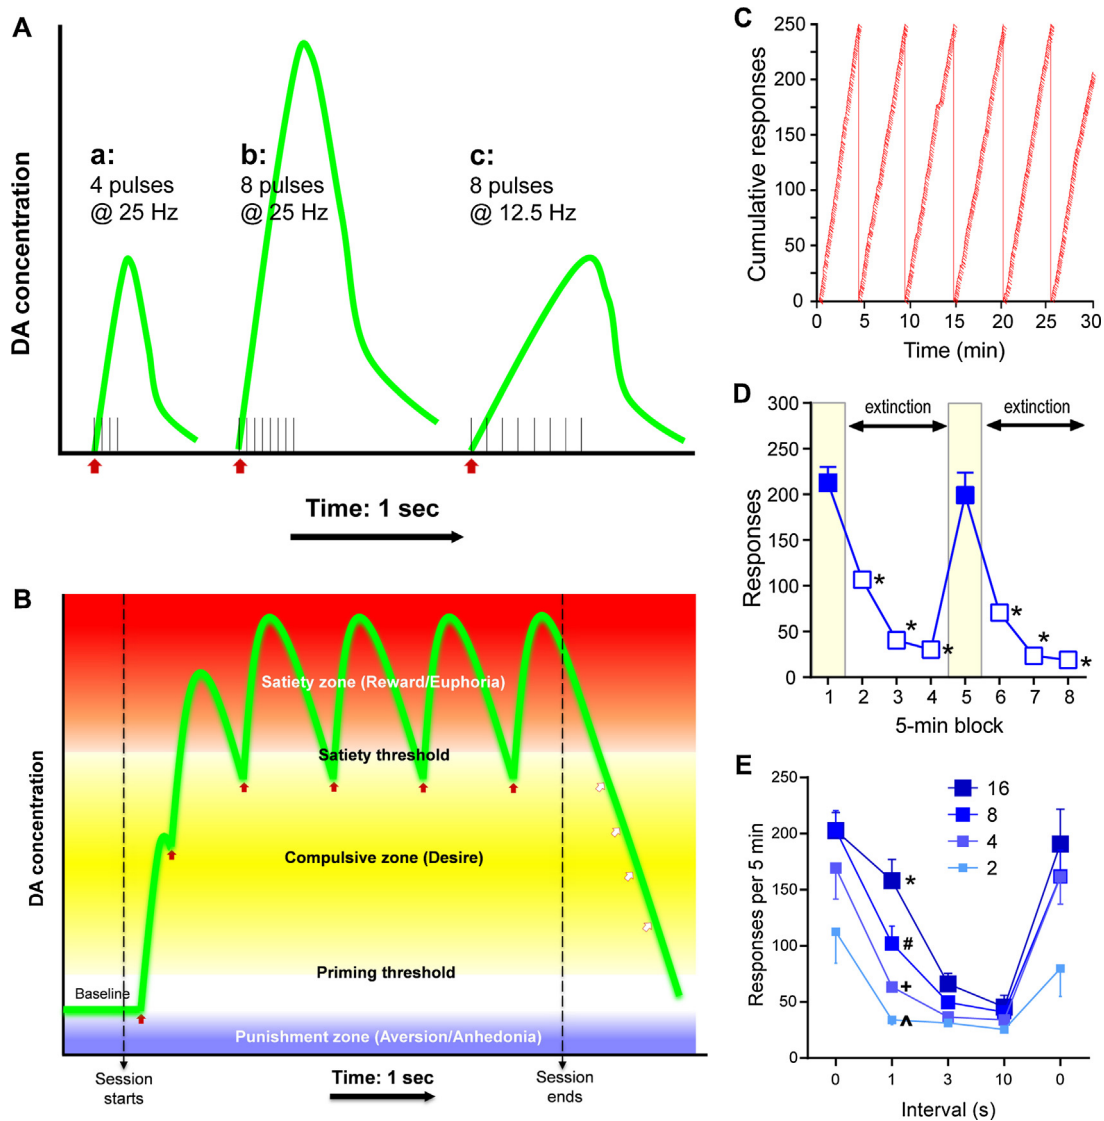 A
DA concentration
a:
4 pulses
@ 25 Hz
b:
8 pulses
@ 25 Hz
c:
8 pulses
@ 12.5 Hz
Time: 1 sec
B
DA concentration
Satiety zone (Reward/Euphoria)
Satiety threshold
Compulsive zone (Desire)
Priming threshold
Baseline
Punishment zone (Aversion/Anhedonia)
Session
starts
Time: 1 sec
Session
ends
C
Cumulative responses
250
200
150
100
50
0
0 5 10 15 20 25 30
Time (min)
D
Responses
300
250
200
150
100
50
0
extinction
extinction
*
*
*
*
*
*
1 2 3 4 5 6 7 8
5-min block
E
Responses per 5 min
200
150
100
50
0
16
8
4
2
*
#
+
^
0 1 3 10 0
Interval (s)